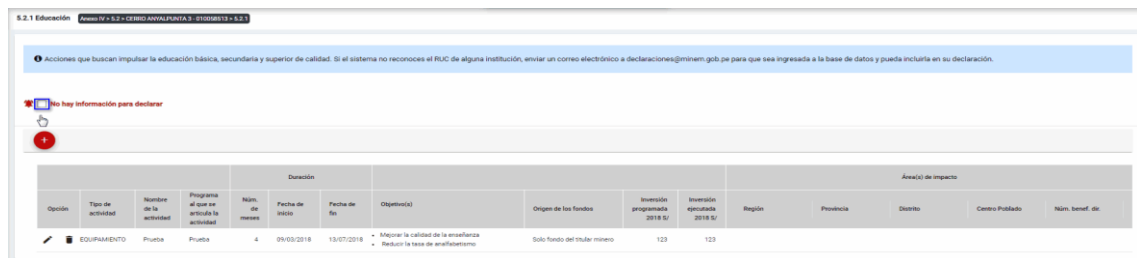 5.2.1 Educación Anexo IV > 5.2 > CERRO ANYALPUNTA 3 - 010058513 > 5.2.1
Acciones que buscan impulsar la educación básica, secundaria y superior de calidad. Si el sistema no reconoces el RUC de alguna institución, enviar un correo electrónico a declaraciones@minem.gob.pe para que sea ingresada a la base de datos y pueda incluirla en su declaración.
No hay información para declarar
+
Duración
Área(s) de impacto
Opción
Tipo de
actividad
Nombre
de la
actividad
Programa
al que se
articula la
actividad
Núm.
de
meses
Fecha de
inicio
Fecha de
fin
Objetivo(s)
Origen de los fondos
Inversión
programada
2018 S/
Inversión
ejecutada
2018 S/
Región
Provincia
Distrito
Centro Poblado
Núm. benef. dir.
EQUIPAMIENTO Prueba Prueba 4 09/03/2018 13/07/2018
• Mejorar la calidad de la enseñanza
• Reducir la tasa de analfabetismo
Solo fondo del titular minero 123 123